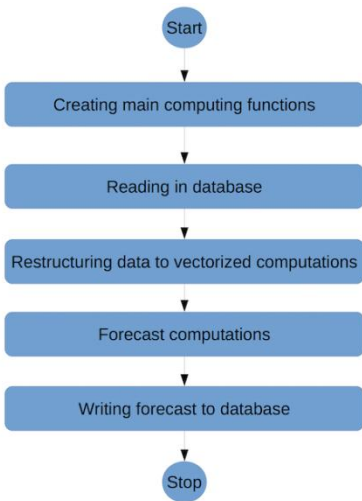 Start
Creating main computing functions
Reading in database
Restructuring data to vectorized computations
Forecast computations
Writing forecast to database
Stop